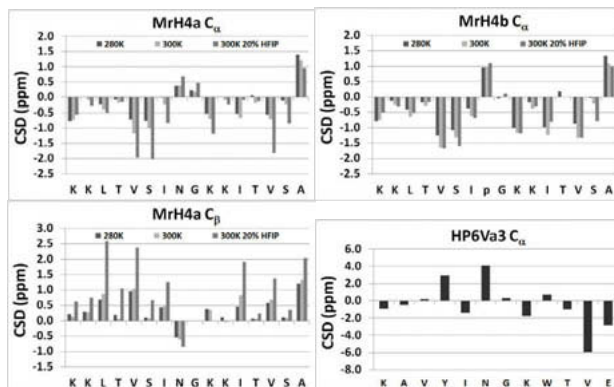 MrH4a Cα
280K 300K 300K 20% HFIP
CSD (ppm)
2.0
1.5
1.0
0.5
0.0
-0.5
-1.0
-1.5
-2.0
-2.5
K K L T V S I N G K K I T V S A
MrH4b Cα
280K 300K 300K 20% HFIP
CSD (ppm)
2.0
1.5
1.0
0.5
0.0
-0.5
-1.0
-1.5
-2.0
-2.5
K K L T V S I p G K K I T V S A
MrH4a Cβ
280K 300K 300K 20% HFIP
CSD (ppm)
3.0
2.5
2.0
1.5
1.0
0.5
0.0
-0.5
-1.0
-1.5
K K L T V S I N G K K I T V S A
HP6Va3 Cα
CSD (ppm)
6.0
4.0
2.0
0.0
-2.0
-4.0
-6.0
-8.0
K A V Y I N G K W T V E